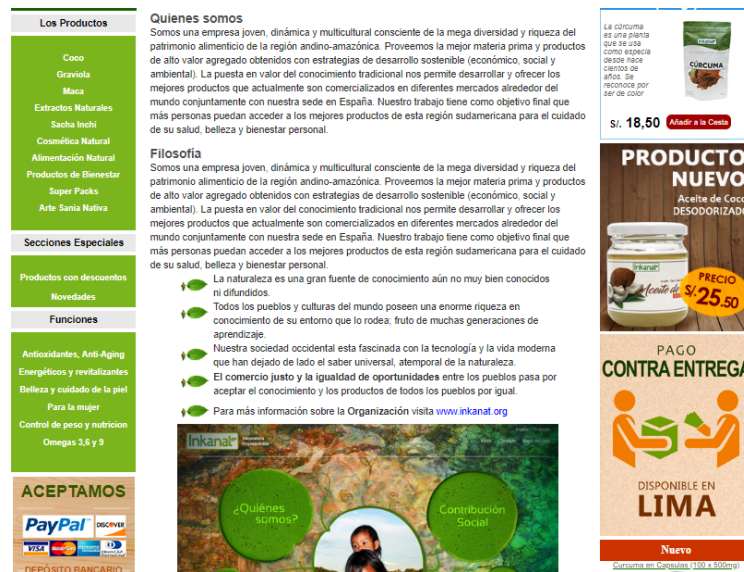 Los Productos
Coco
Graviola
Maca
Extractos Naturales
Sacha Inchi
Cosmética Natural
Alimentación Natural
Productos de Bienestar
Super Packs
Arte Sania Nativa
Secciones Especiales
Productos con descuentos
Novedades
Funciones
Antioxidantes, Anti-Aging
Energéticos y revitalizantes
Belleza y cuidado de la piel
Para la mujer
Control de peso y nutricion
Omegas 3,6 y 9
ACEPTAMOS
PayPal DISCOVER
VISA
DEPÓSITO BANCARIO
Quienes somos
Somos una empresa joven, dinámica y multicultural consciente de la mega diversidad y riqueza del
patrimonio alimenticio de la región andino-amazónica. Proveemos la mejor materia prima y productos
de alto valor agregado obtenidos con estrategias de desarrollo sostenible (económico, social y
ambiental). La puesta en valor del conocimiento tradicional nos permite desarrollar y ofrecer los
mejores productos que actualmente son comercializados en diferentes mercados alrededor del
mundo conjuntamente con nuestra sede en España. Nuestro trabajo tiene como objetivo final que
más personas puedan acceder a los mejores productos de esta región sudamericana para el cuidado
de su salud, belleza y bienestar personal.
Filosofía
Somos una empresa joven, dinámica y multicultural consciente de la mega diversidad y riqueza del
patrimonio alimenticio de la región andino-amazónica. Proveemos la mejor materia prima y productos
de alto valor agregado obtenidos con estrategias de desarrollo sostenible (económico, social y
ambiental). La puesta en valor del conocimiento tradicional nos permite desarrollar y ofrecer los
mejores productos que actualmente son comercializados en diferentes mercados alrededor del
mundo conjuntamente con nuestra sede en España. Nuestro trabajo tiene como objetivo final que
más personas puedan acceder a los mejores productos de esta región sudamericana para el cuidado
de su salud, belleza y bienestar personal.
La naturaleza es una gran fuente de conocimiento aún no muy bien conocidos
ni difundidos.
Todos los pueblos y culturas del mundo poseen una enorme riqueza en
conocimiento de su entorno que lo rodea; fruto de muchas generaciones de
aprendizaje.
Nuestra sociedad occidental esta fascinada con la tecnología y la vida moderna
que han dejado de lado el saber universal, atemporal de la naturaleza.
El comercio justo y la igualdad de oportunidades entre los pueblos pasa por
aceptar el conocimiento y los productos de todos los pueblos por igual.
Para más información sobre la Organización visita www.inkanat.org
Inkanat
¿Quiénes
somos?
Contribución
Social
La cúrcuma
es una planta
que se usa
como especia
desde hace
cientos de
años. Se
reconoce por
ser de color
CÚRCUMA
S/. 18,50 Añadir a la Cesta
PRODUCTO
NUEVO
Aceite de Coco
DESODORIZADO
Inkanat
Aceite de
PRECIO
S/.25.50
PAGO
CONTRA ENTREGA
DISPONIBLE EN
LIMA
Nuevo
Curcuma en Capsulas (100 x 500mg)